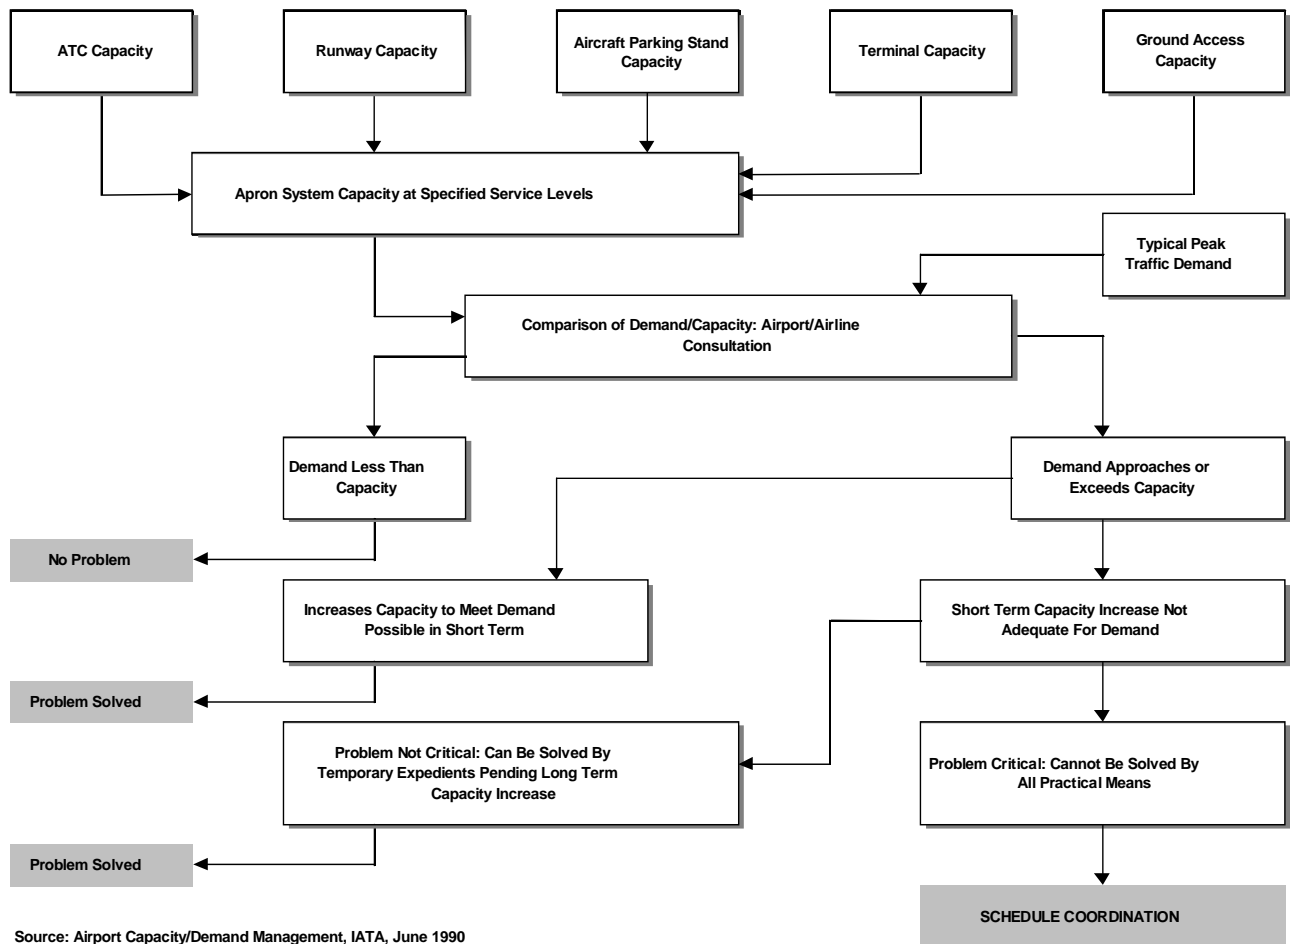 ATC Capacity
Runway Capacity
Aircraft Parking Stand
Capacity
Terminal Capacity
Ground Access
Capacity
Apron System Capacity at Specified Service Levels
Typical Peak
Traffic Demand
Comparison of Demand/Capacity: Airport/Airline
Consultation
Demand Less Than
Capacity
Demand Approaches or
Exceeds Capacity
No Problem
Increases Capacity to Meet Demand
Possible in Short Term
Short Term Capacity Increase Not
Adequate For Demand
Problem Solved
Problem Not Critical: Can Be Solved By
Temporary Expedients Pending Long Term
Capacity Increase
Problem Critical: Cannot Be Solved By
All Practical Means
Problem Solved
SCHEDULE COORDINATION
Source: Airport Capacity/Demand Management, IATA, June 1990